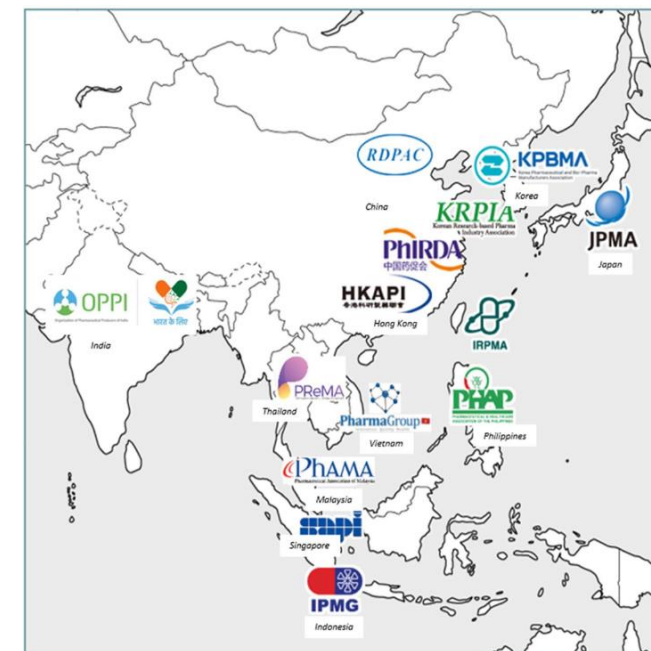 RDPAC
China
KPBMA
Korea Pharmaceutical and Bio-Pharma
Manufacturers Association
Korea
KRPIA
Korean Research-based Pharma
Industry Association
JPMA
Japan
PhIRDA
中国药促会
HKAPI
香港科研製藥聯會
Hong Kong
IRPMA
OPPI
Organisation of Pharmaceutical Producers of India
भारत के लिए
India
PReMA
Thailand
PharmaGroup
Vietnam
PHAP
PHARMACEUTICAL & HEALTHCARE
ASSOCIATION OF THE PHILIPPINES
Philippines
PHAMA
Pharmaceutical Association of Malaysia
Malaysia
sapi
Singapore
IPMG
Indonesia